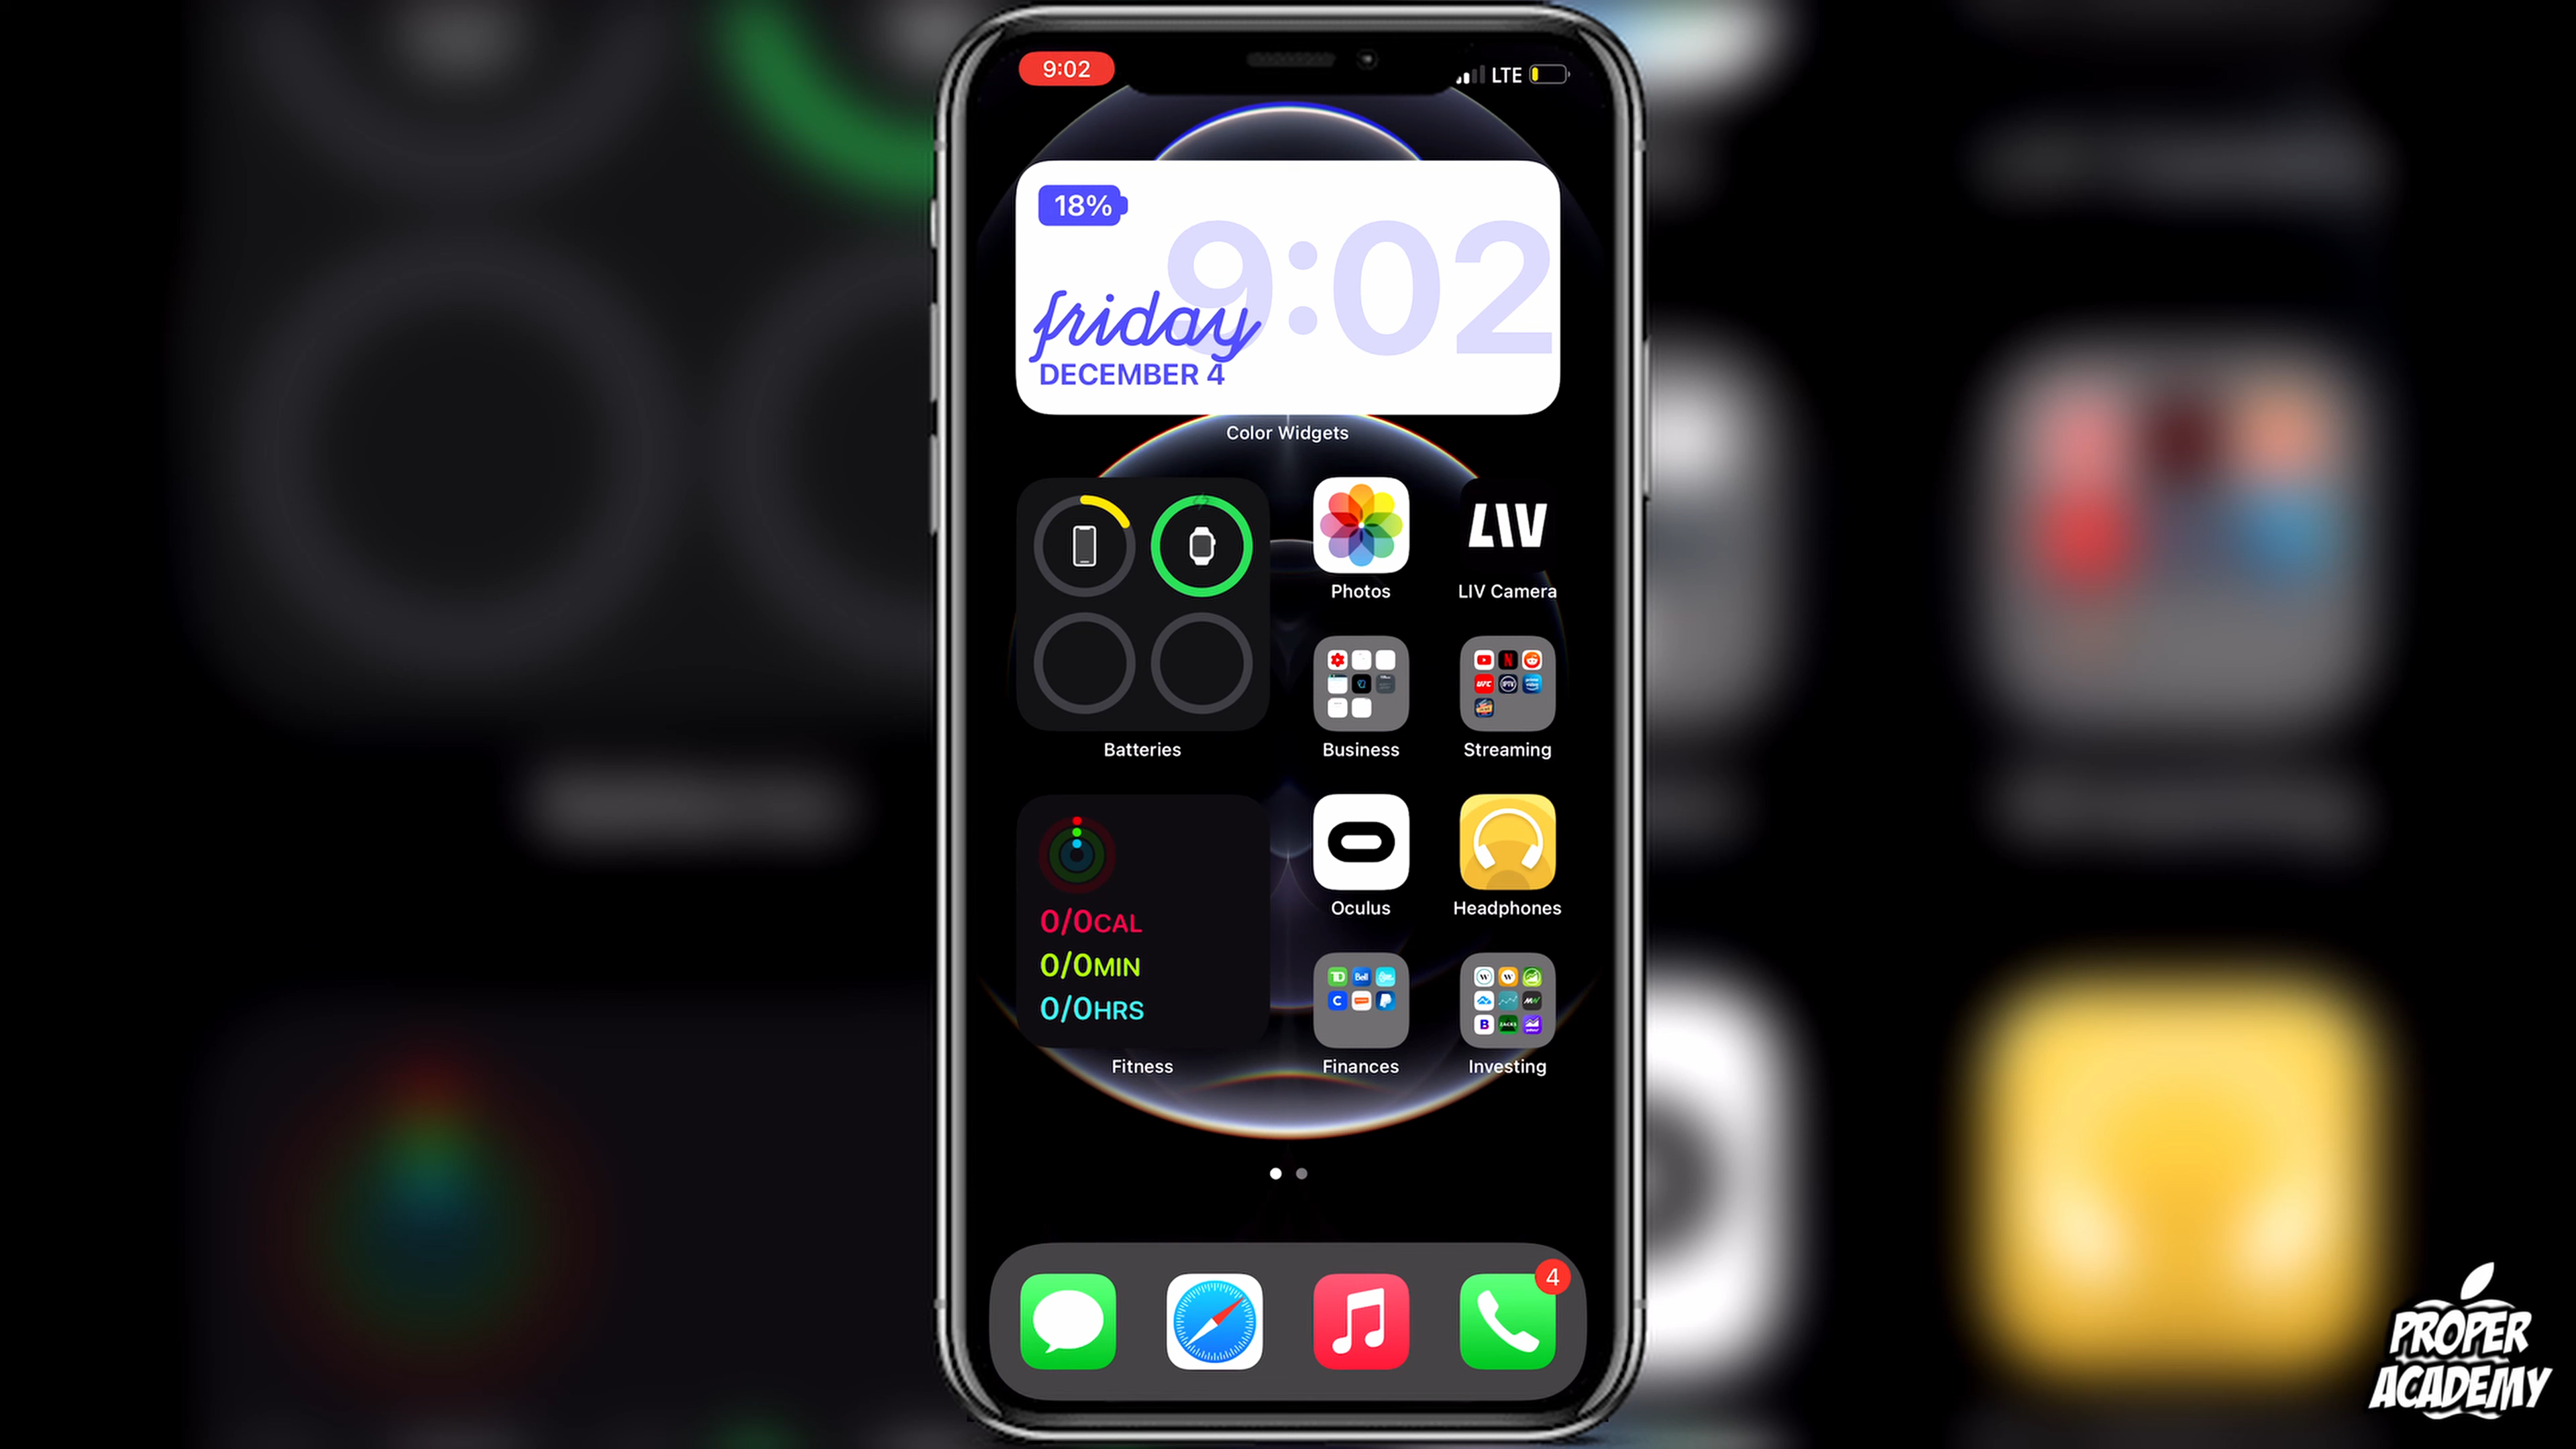 9:02
LTE
18%
9:02
friday
DECEMBER 4
Color Widgets
Photos
LIV
LIV Camera
Batteries
Business
Streaming
0/0CAL
0/0MIN
0/0HRS
Fitness
Oculus
Headphones
Finances
Investing
4
PROPER
ACADEMY